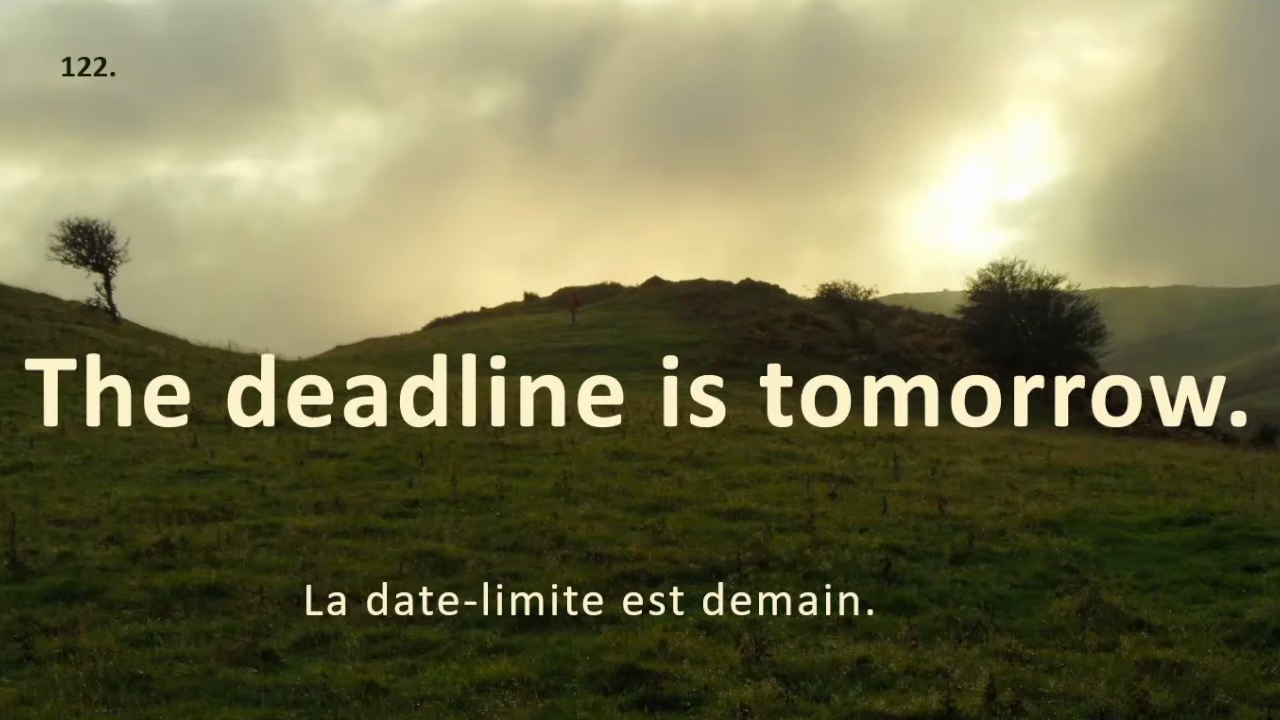 122.
The deadline is tomorrow.
La date-limite est demain.